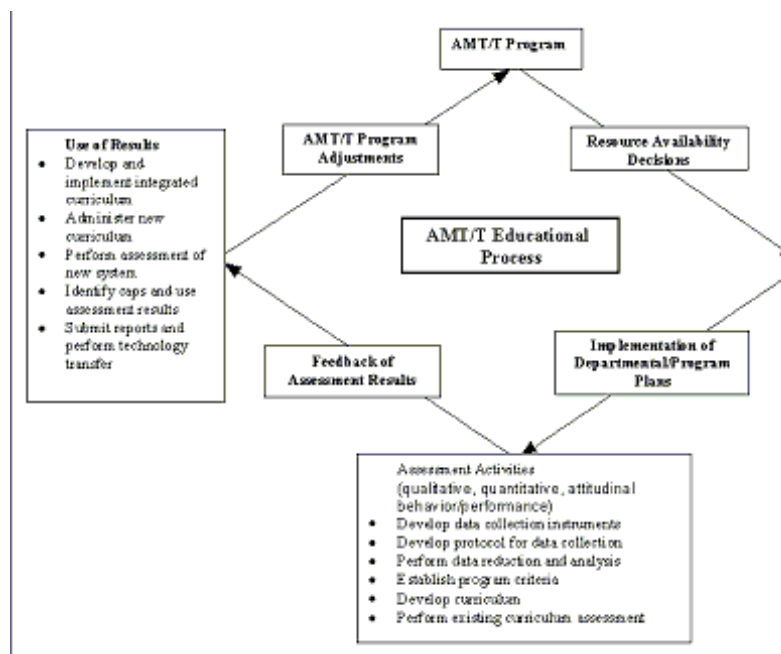 AMT/T Program
AMT/T Program
Adjustments
Resource Availability
Decisions
Use of Results
• Develop and
implement integrated
curriculum
• Administer new
curriculum
• Perform assessment of
new system
• Identify caps and use
assessment results
• Submit reports and
perform technology
transfer
AMT/T Educational
Process
Feedback of
Assessment Results
Implementation of
Departmental/Program
Plans
Assessment Activities
(qualitative, quantitative, attitudinal
behavior/performance)
• Develop data collection instruments
• Develop protocol for data collection
• Perform data reduction and analysis
• Establish program criteria
• Develop curriculum
• Perform existing curriculum assessment